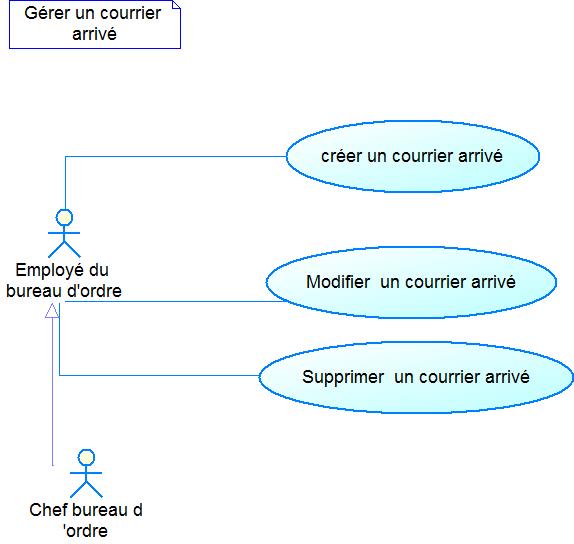 Gérer un courrier
arrivé
créer un courrier arrivé
Employé du
bureau d'ordre
Modifier un courrier arrivé
Supprimer un courrier arrivé
Chef bureau d
'ordre